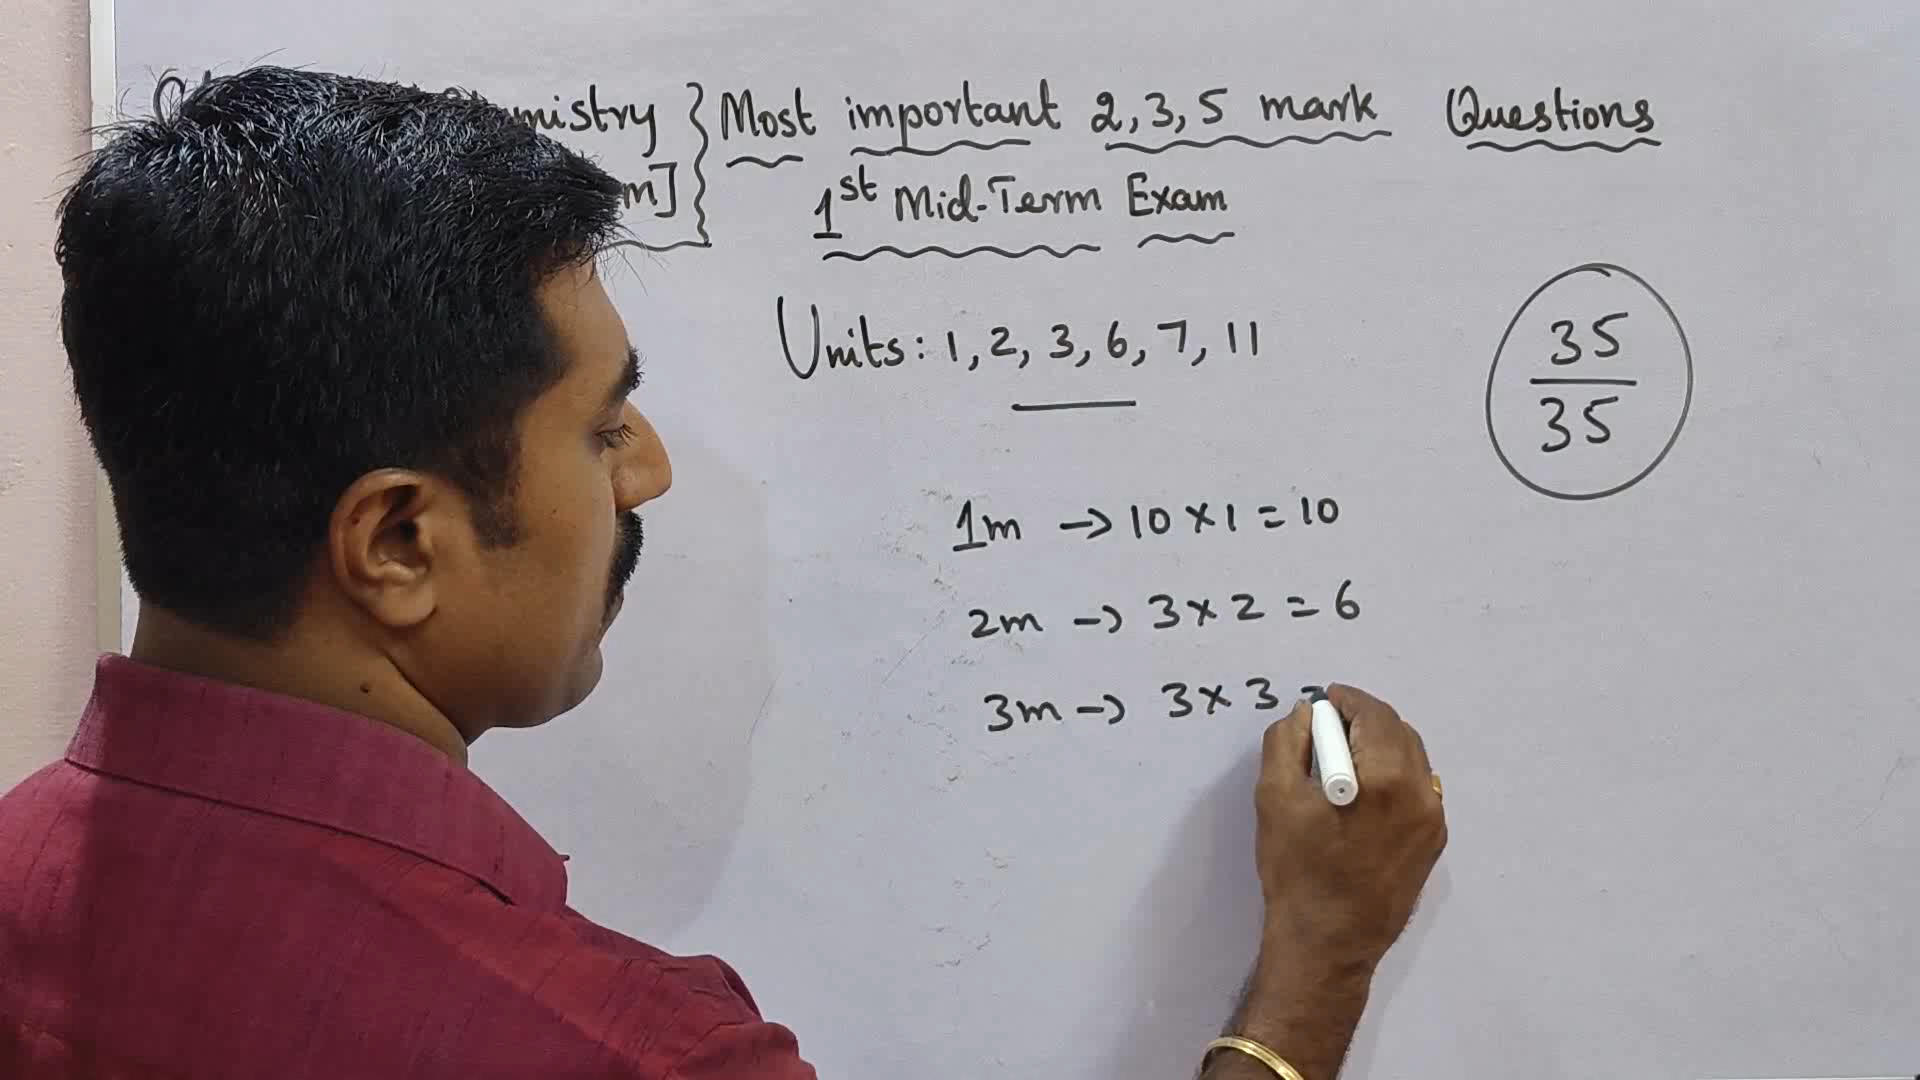 } Most important 2, 3, 5 mark Questions
1st Mid-Term Exam
Units: 1, 2, 3, 6, 7, 11
35
35
1m → 10 × 1 = 10
2m → 3 × 2 = 6
3m → 3 × 3 =